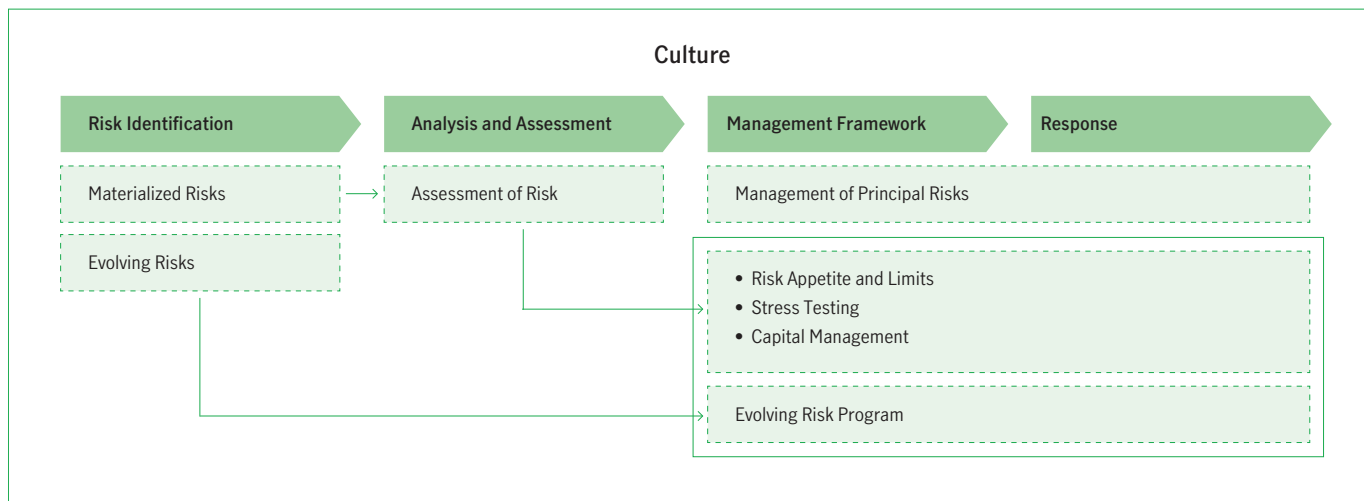 Culture
Risk Identification
Analysis and Assessment
Management Framework
Response
Materialized Risks
Assessment of Risk
Management of Principal Risks
Evolving Risks
• Risk Appetite and Limits
• Stress Testing
• Capital Management
Evolving Risk Program